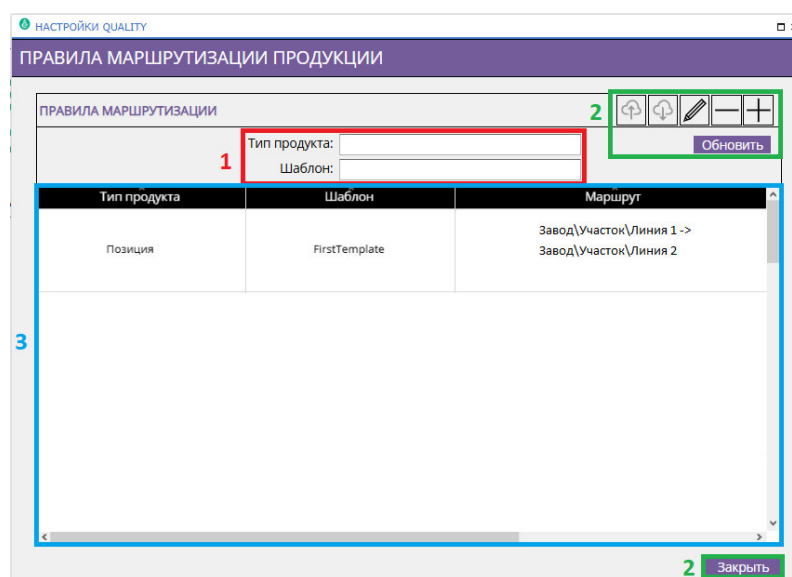 НАСТРОЙКИ QUALITY
ПРАВИЛА МАРШРУТИЗАЦИИ ПРОДУКЦИИ
ПРАВИЛА МАРШРУТИЗАЦИИ
2
1
Тип продукта:
Обновить
Шаблон:
Тип продукта Шаблон Маршрут
Позиция FirstTemplate Завод\Участок\Линия 1 ->
Завод\Участок\Линия 2
3
2 Закрыть